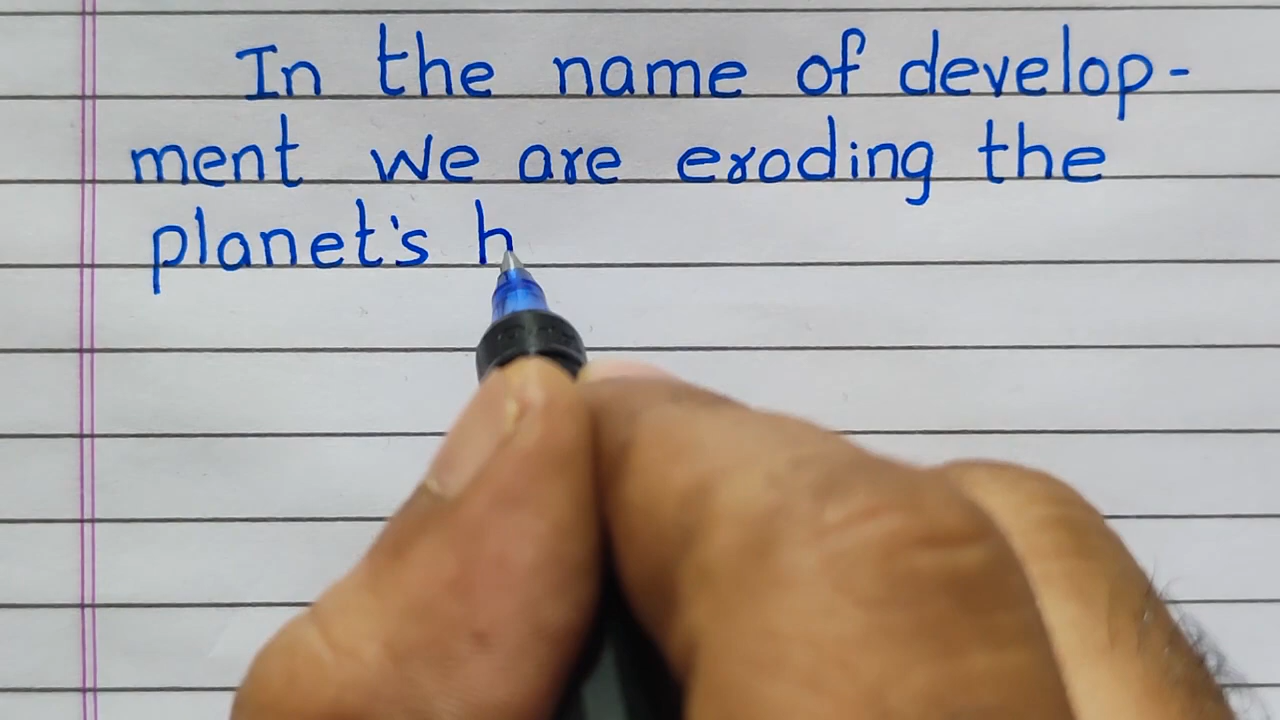 In the name of develop-
ment we are eroding the
planet's h